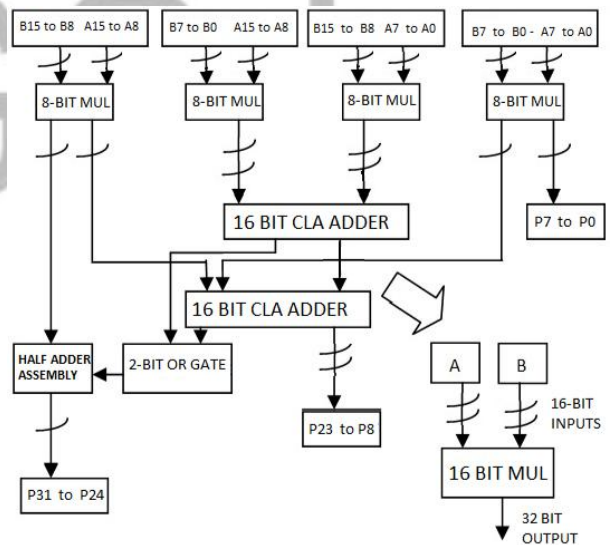 B15 to B8 A15 to A8
B7 to B0 A15 to A8
B15 to B8 A7 to A0
B7 to B0 - A7 to A0
8-BIT MUL
8-BIT MUL
8-BIT MUL
8-BIT MUL
16 BIT CLA ADDER
P7 to P0
16 BIT CLA ADDER
HALF ADDER
ASSEMBLY
2-BIT OR GATE
A
B
16-BIT
INPUTS
P23 to P8
16 BIT MUL
P31 to P24
32 BIT
OUTPUT